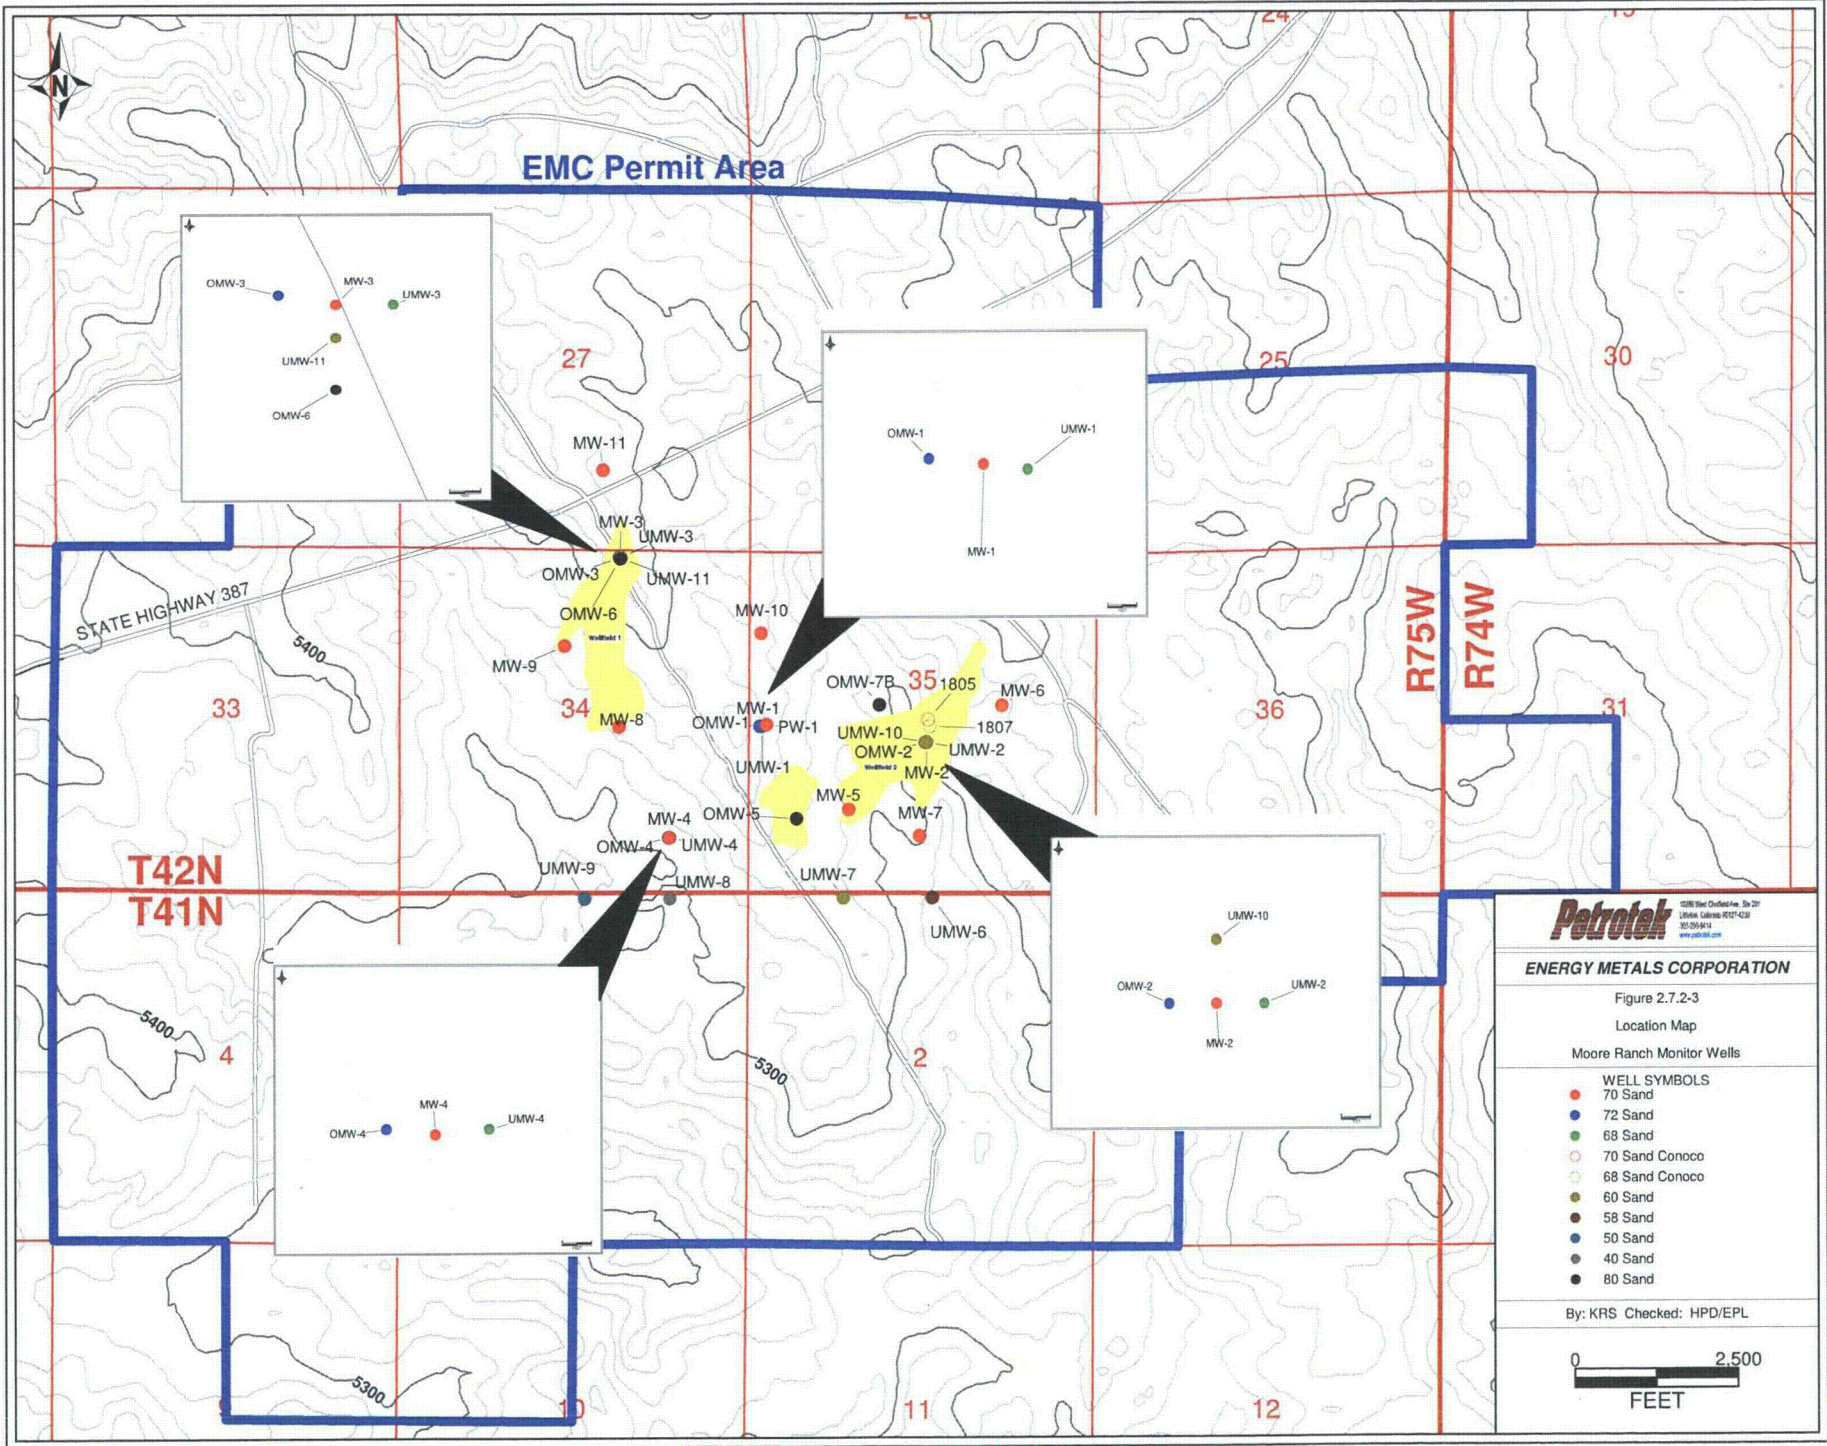 24
N
EMC Permit Area
OMW-3
MW-3
UMW-3
UMW-11
OMW-6
27
25
30
OMW-1
UMW-1
MW-1
MW-11
MW-3
UMW-3
OMW-3
UMW-11
OMW-6
Wellfield 1
STATE HIGHWAY 387
5400
MW-10
MW-9
R75W
R74W
33
34
MW-8
MW-1
OMW-1
PW-1
UMW-1
OMW-7B
35
1805
MW-6
1807
UMW-10
OMW-2
UMW-2
Wellfield 2
MW-2
36
31
MW-5
OMW-5
MW-7
MW-4
OMW-4
UMW-4
T42N
T41N
UMW-9
UMW-8
UMW-7
UMW-6
UMW-10
OMW-2
UMW-2
MW-2
5400
4
5300
2
MW-4
OMW-4
UMW-4
5300
10
11
12
Petrotek
ENERGY METALS CORPORATION
Figure 2.7.2-3
Location Map
Moore Ranch Monitor Wells
WELL SYMBOLS
70 Sand
72 Sand
68 Sand
70 Sand Conoco
68 Sand Conoco
60 Sand
58 Sand
50 Sand
40 Sand
80 Sand
By: KRS Checked: HPD/EPL
0 2,500
FEET